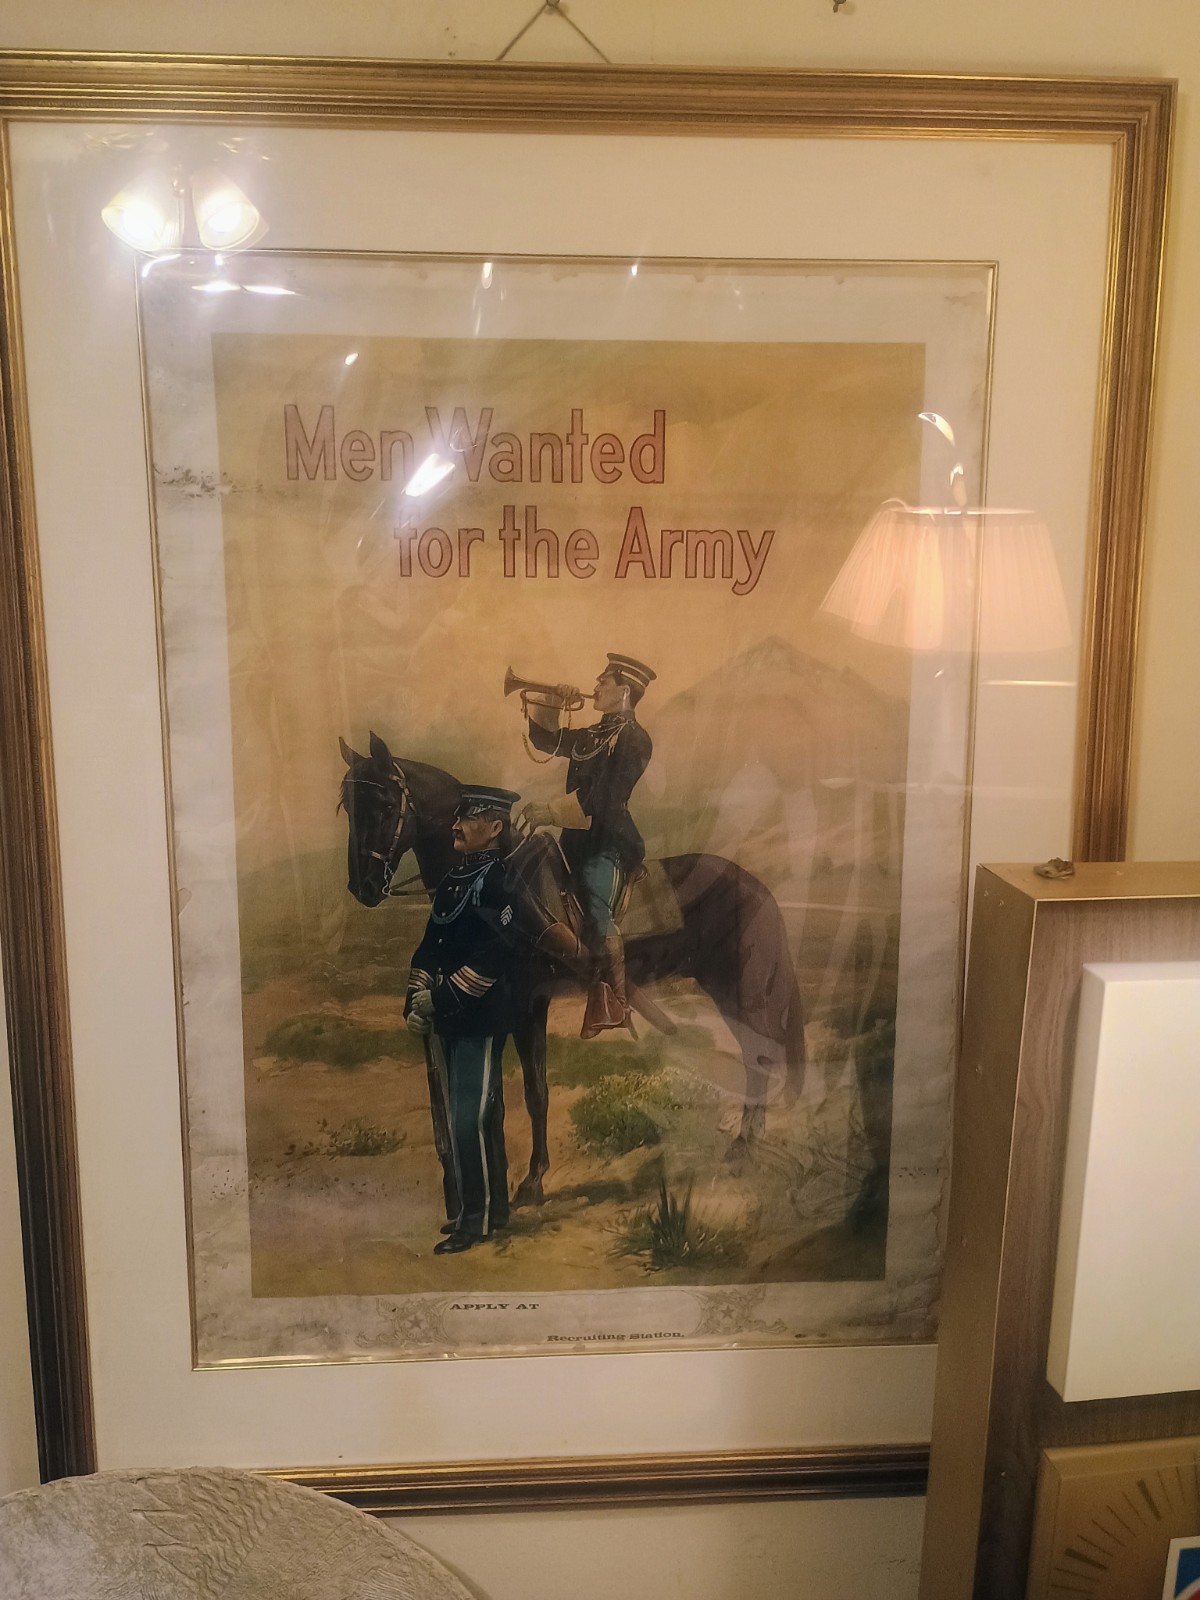 Men Wanted
for the Army
APPLY AT
Recruiting Station.